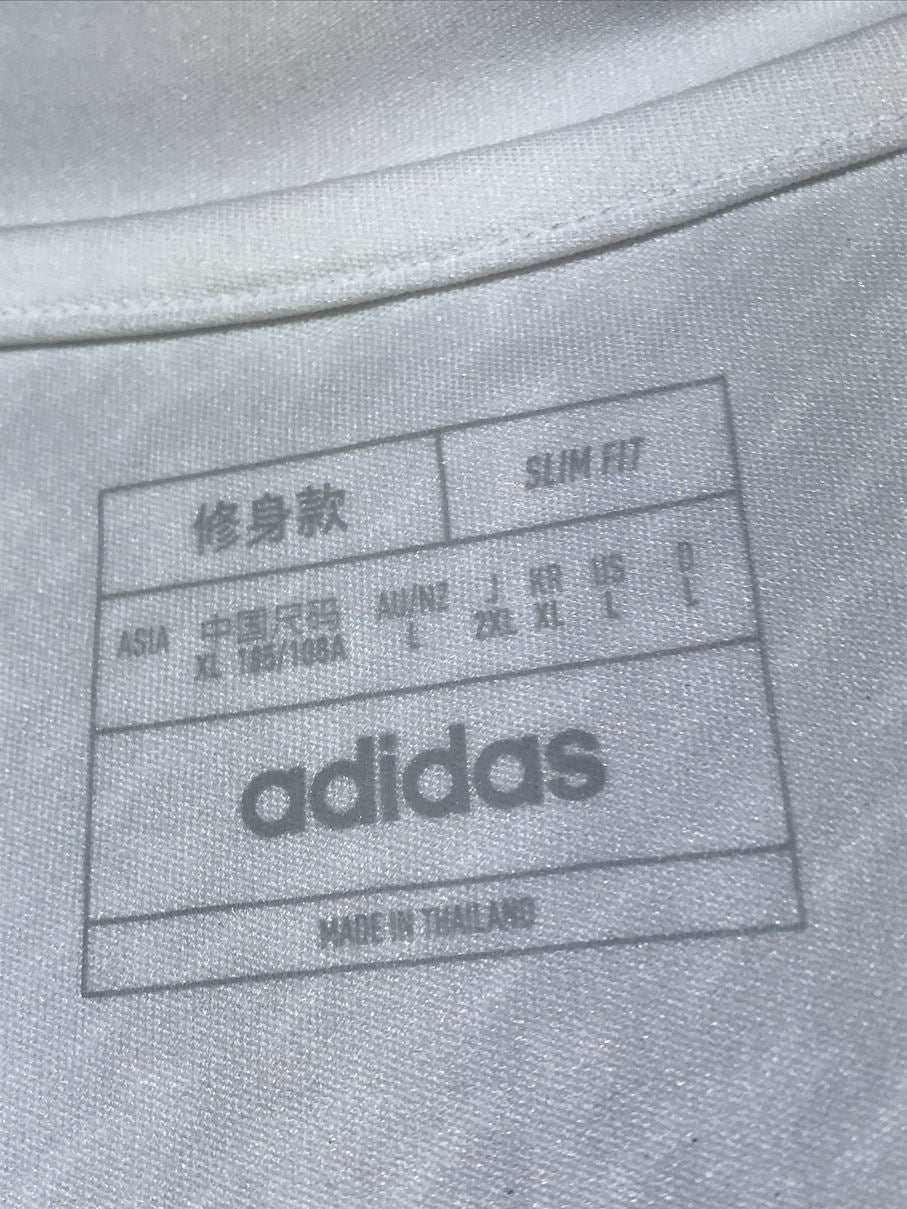 修身款 SLIM FIT
ASIA 中国尺码 AU/NZ J KR US D
XL 185/108A L 2XL XL L L
adidas
MADE IN THAILAND